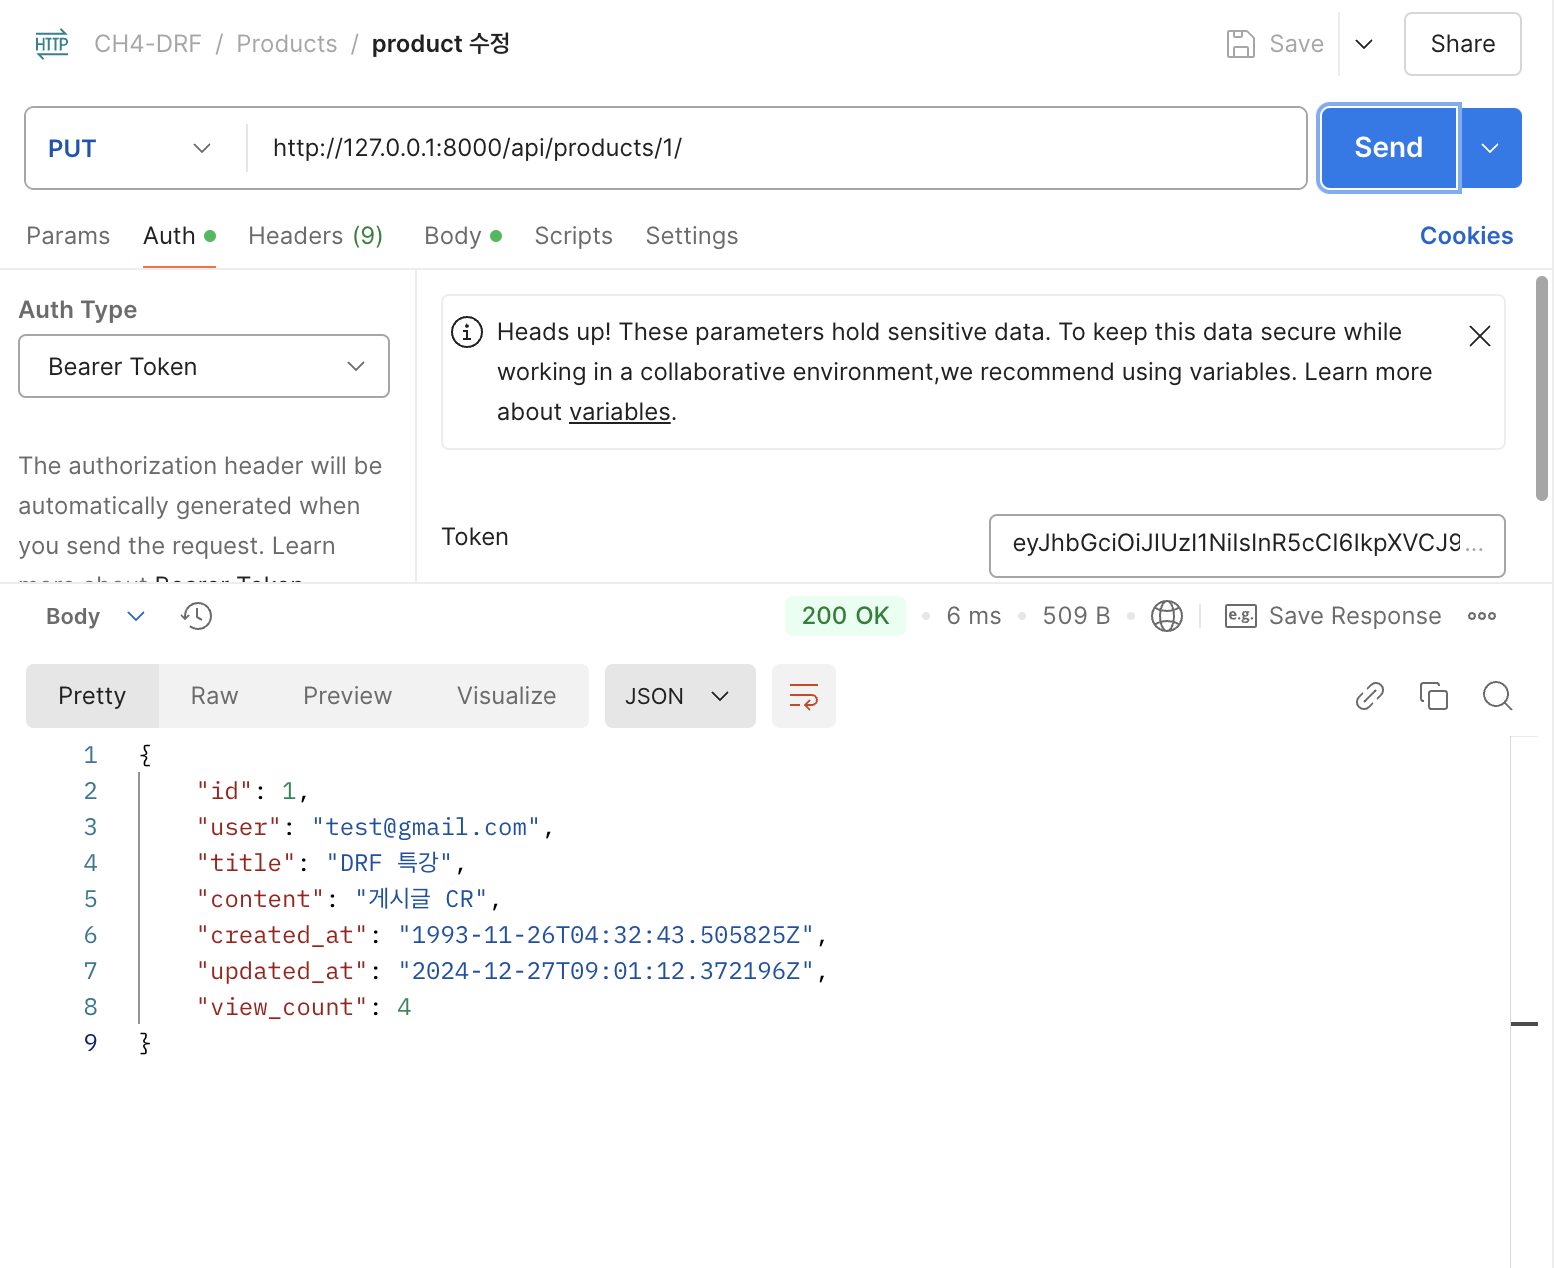 HTTP CH4-DRF / Products / product 수정 Save Share
PUT http://127.0.0.1:8000/api/products/1/ Send
Params Auth Headers (9) Body Scripts Settings Cookies
Auth Type
Bearer Token
The authorization header will be
automatically generated when
you send the request. Learn
more about Bearer Token
Heads up! These parameters hold sensitive data. To keep this data secure while
working in a collaborative environment,we recommend using variables. Learn more
about variables.
Token eyJhbGciOiJIUzI1NiIsInR5cCI6IkpXVCJ9...
Body 200 OK 6 ms 509 B e.g. Save Response
Pretty Raw Preview Visualize JSON
1 {
2 "id": 1,
3 "user": "test@gmail.com",
4 "title": "DRF 특강",
5 "content": "게시글 CR",
6 "created_at": "1993-11-26T04:32:43.505825Z",
7 "updated_at": "2024-12-27T09:01:12.372196Z",
8 "view_count": 4
9 }